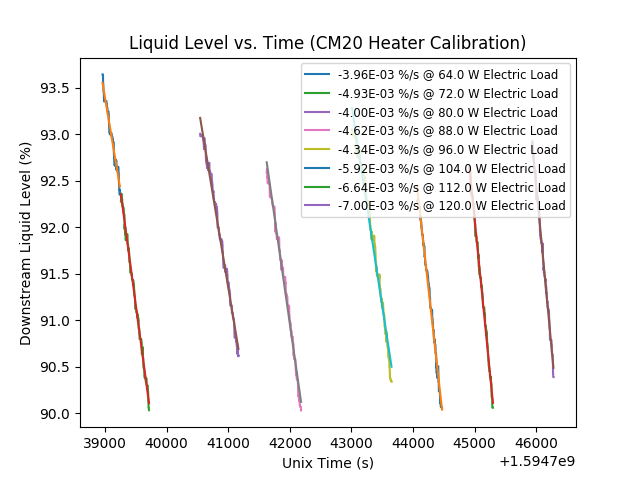 Liquid Level vs. Time (CM20 Heater Calibration)
-3.96E-03 %/s @ 64.0 W Electric Load
-4.93E-03 %/s @ 72.0 W Electric Load
-4.00E-03 %/s @ 80.0 W Electric Load
-4.62E-03 %/s @ 88.0 W Electric Load
-4.34E-03 %/s @ 96.0 W Electric Load
-5.92E-03 %/s @ 104.0 W Electric Load
-6.64E-03 %/s @ 112.0 W Electric Load
-7.00E-03 %/s @ 120.0 W Electric Load
Downstream Liquid Level (%)
93.5
93.0
92.5
92.0
91.5
91.0
90.5
90.0
39000 40000 41000 42000 43000 44000 45000 46000
Unix Time (s)
+1.5947e9